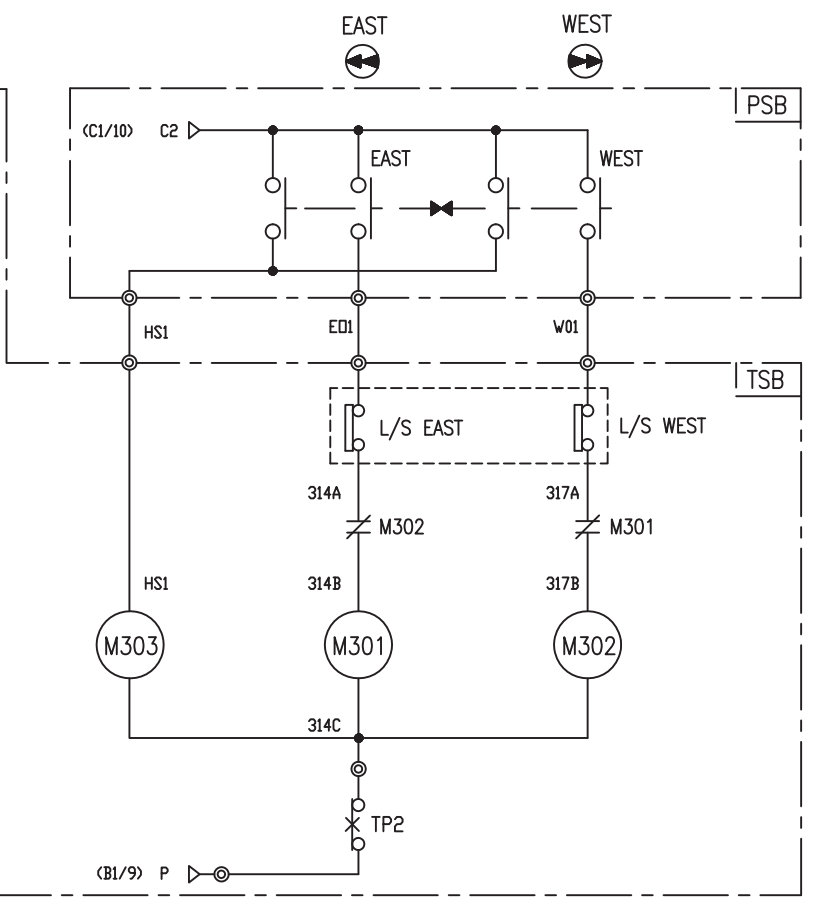 EAST WEST
PSB
(C1/10) C2
EAST WEST
HS1 E01 W01
TSB
L/S EAST L/S WEST
314A 317A
M302 M301
HS1 314B 317B
M303 M301 M302
314C
TP2
(B1/9) P